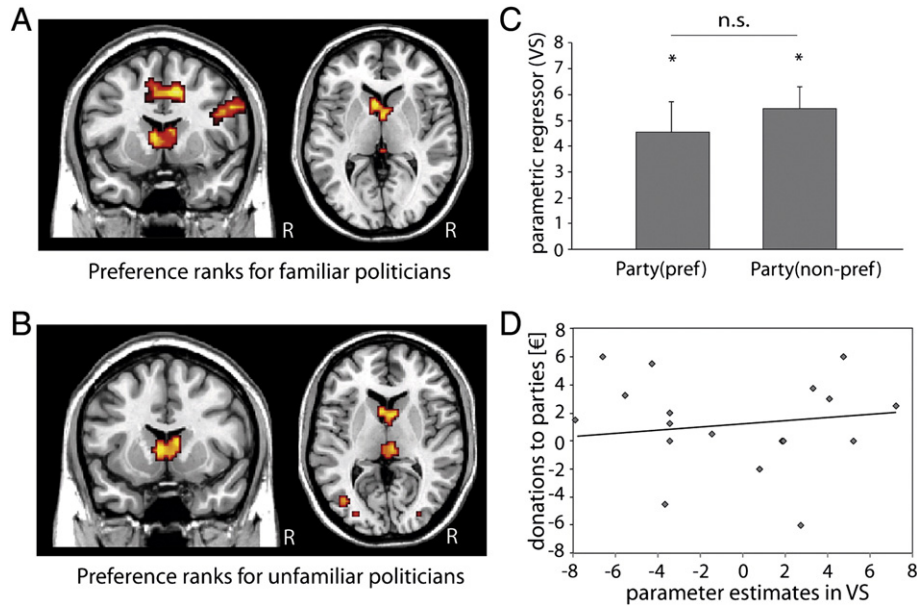 A
R
R
Preference ranks for familiar politicians
B
R
R
Preference ranks for unfamiliar politicians
C
n.s.
*
*
parametric regressor (VS)
8
7
6
5
4
3
2
1
0
Party(pref)
Party(non-pref)
D
donations to parties [€]
8
6
4
2
0
-2
-4
-6
-8
-8
-6
-4
-2
0
2
4
6
8
parameter estimates in VS